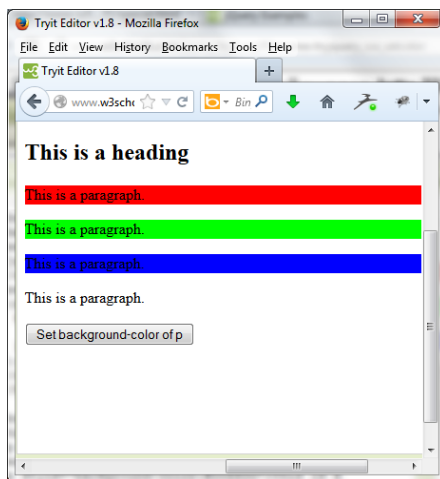 Tryit Editor v1.8 - Mozilla Firefox
File Edit View History Bookmarks Tools Help
Tryit Editor v1.8
www.w3sch
Bin
This is a heading
This is a paragraph.
This is a paragraph.
This is a paragraph.
This is a paragraph.
Set background-color of p